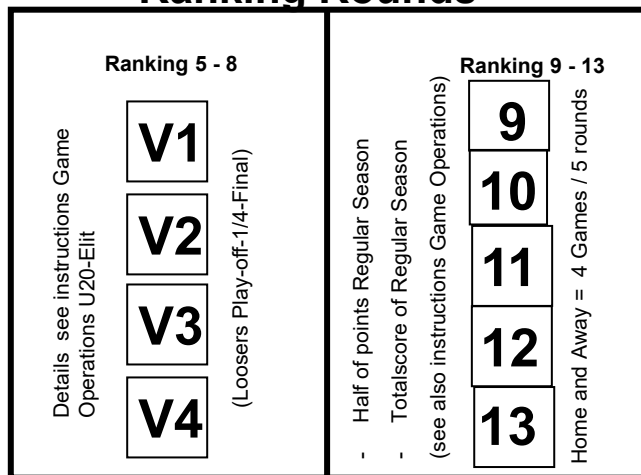 Ranking Rounds
Ranking 5 - 8
Details see instructions Game
Operations U20-Elit
V1
V2
V3
V4
(Loosers Play-off-1/4-Final)
Ranking 9 - 13
- Half of points Regular Season
- Totalscore of Regular Season
(see also instructions Game Operations)
9
10
11
12
13
Home and Away = 4 Games / 5 rounds